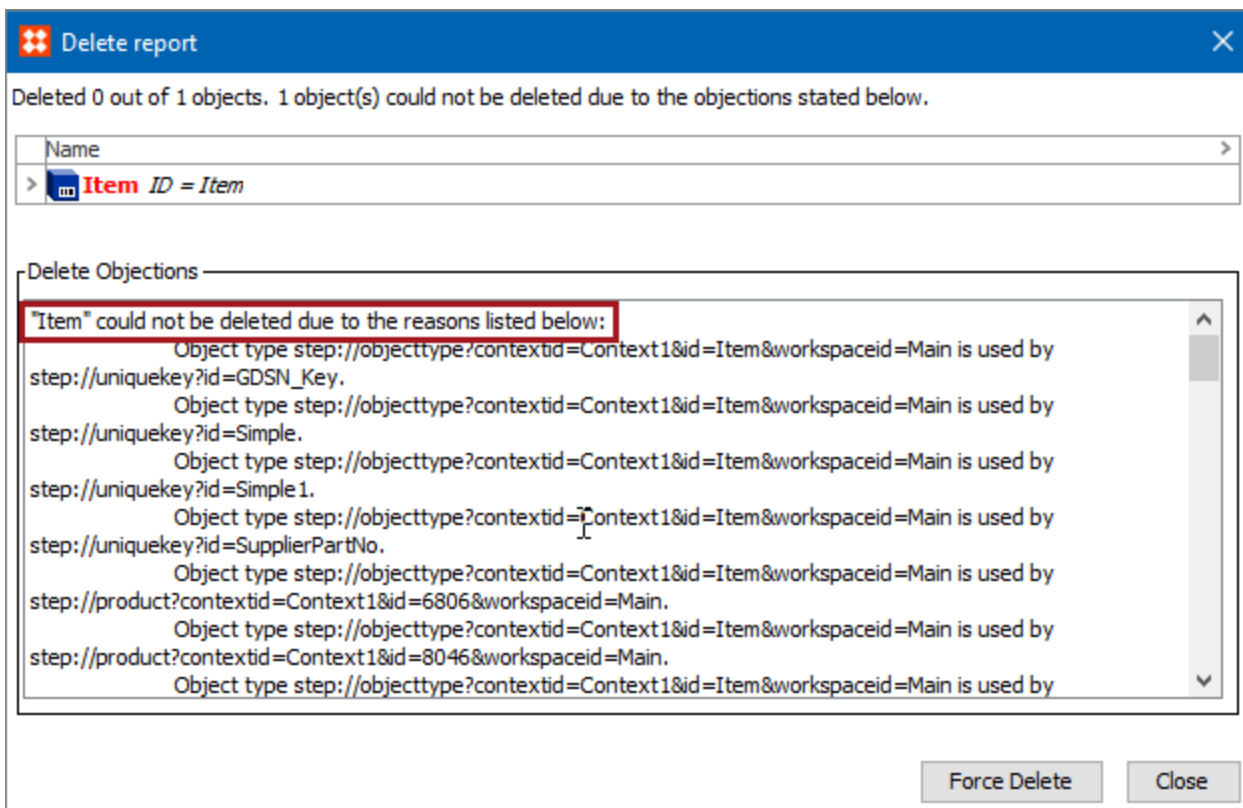 Delete report
Deleted 0 out of 1 objects. 1 object(s) could not be deleted due to the objections stated below.
Name
Item ID = Item
Delete Objections
"Item" could not be deleted due to the reasons listed below:
Object type step://objecttype?contextid=Context1&id=Item&workspaceid=Main is used by
step://uniquekey?id=GDSN_Key.
Object type step://objecttype?contextid=Context1&id=Item&workspaceid=Main is used by
step://uniquekey?id=Simple.
Object type step://objecttype?contextid=Context1&id=Item&workspaceid=Main is used by
step://uniquekey?id=Simple1.
Object type step://objecttype?contextid=Context1&id=Item&workspaceid=Main is used by
step://uniquekey?id=SupplierPartNo.
Object type step://objecttype?contextid=Context1&id=Item&workspaceid=Main is used by
step://product?contextid=Context1&id=6806&workspaceid=Main.
Object type step://objecttype?contextid=Context1&id=Item&workspaceid=Main is used by
step://product?contextid=Context1&id=8046&workspaceid=Main.
Object type step://objecttype?contextid=Context1&id=Item&workspaceid=Main is used by
Force Delete
Close